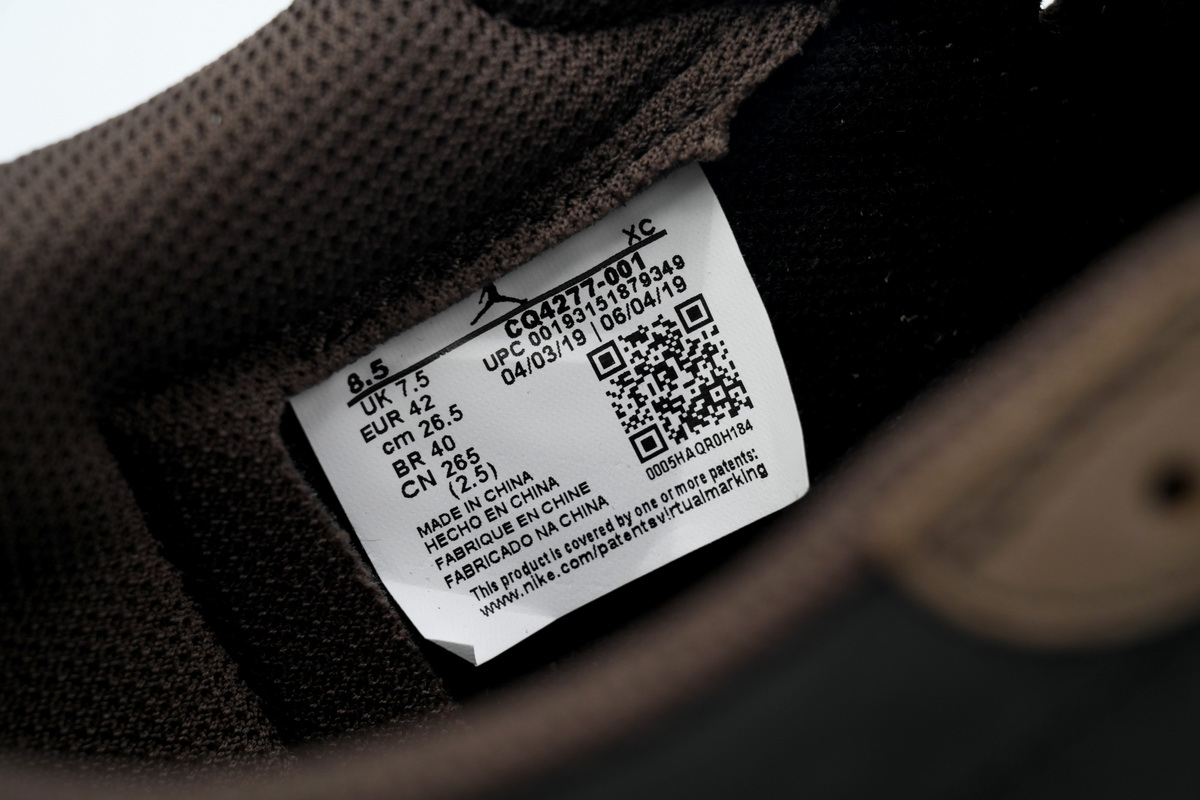 XC
8.5
CQ4277-001
UPC 00193151879349
04/03/19 | 06/04/19
UK 7.5
EUR 42
cm 26.5
BR 40
CN 265
(2.5)
0005HAQR0H184
MADE IN CHINA
HECHO EN CHINA
FABRIQUE EN CHINE
FABRICADO NA CHINA
This product is covered by one or more patents:
www.nike.com/patentsv!rtualmarking